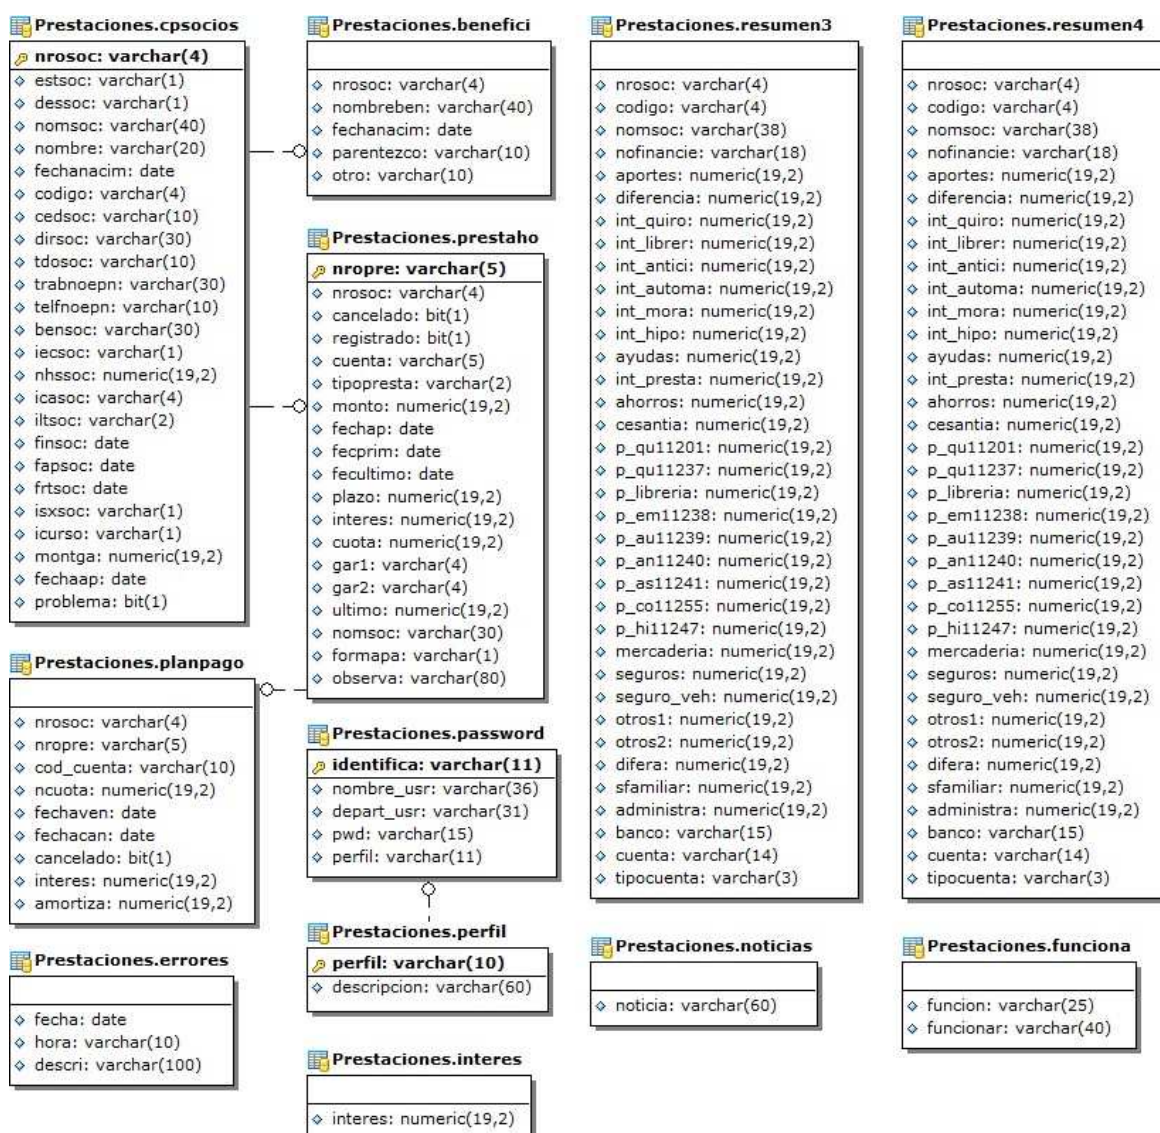 Prestaciones.cpsocios
nrosoc: varchar(4)
estsoc: varchar(1)
dessoc: varchar(1)
nomsoc: varchar(40)
nombre: varchar(20)
fechanacim: date
codigo: varchar(4)
cedsoc: varchar(10)
dirsoc: varchar(30)
tdosoc: varchar(10)
trabnoepn: varchar(30)
telfnoepn: varchar(10)
bensoc: varchar(30)
iecsoc: varchar(1)
nhssoc: numeric(19,2)
icasoc: varchar(4)
iltsoc: varchar(2)
finsoc: date
fapsoc: date
frtsoc: date
isxsoc: varchar(1)
icurso: varchar(1)
montga: numeric(19,2)
fechaap: date
problema: bit(1)
Prestaciones.planpago
nrosoc: varchar(4)
nropre: varchar(5)
cod_cuenta: varchar(10)
ncuota: numeric(19,2)
fechaven: date
fechacan: date
cancelado: bit(1)
interes: numeric(19,2)
amortiza: numeric(19,2)
Prestaciones.errores
fecha: date
hora: varchar(10)
descri: varchar(100)
Prestaciones.benefici
nrosoc: varchar(4)
nombreben: varchar(40)
fechanacim: date
parentezco: varchar(10)
otro: varchar(10)
Prestaciones.prestaho
nropre: varchar(5)
nrosoc: varchar(4)
cancelado: bit(1)
registrado: bit(1)
cuenta: varchar(5)
tipopresta: varchar(2)
monto: numeric(19,2)
fechap: date
fecprim: date
fecultimo: date
plazo: numeric(19,2)
interes: numeric(19,2)
cuota: numeric(19,2)
gar1: varchar(4)
gar2: varchar(4)
ultimo: numeric(19,2)
nomsoc: varchar(30)
formapa: varchar(1)
observa: varchar(80)
Prestaciones.password
identifica: varchar(11)
nombre_usr: varchar(36)
depart_usr: varchar(31)
pwd: varchar(15)
perfil: varchar(11)
Prestaciones.perfil
perfil: varchar(10)
descripcion: varchar(60)
Prestaciones.interes
interes: numeric(19,2)
Prestaciones.resumen3
nrosoc: varchar(4)
codigo: varchar(4)
nomsoc: varchar(38)
nofinancie: varchar(18)
aportes: numeric(19,2)
diferencia: numeric(19,2)
int_quiro: numeric(19,2)
int_librer: numeric(19,2)
int_antici: numeric(19,2)
int_automa: numeric(19,2)
int_mora: numeric(19,2)
int_hipo: numeric(19,2)
ayudas: numeric(19,2)
int_presta: numeric(19,2)
ahorros: numeric(19,2)
cesantia: numeric(19,2)
p_qu11201: numeric(19,2)
p_qu11237: numeric(19,2)
p_libreria: numeric(19,2)
p_em11238: numeric(19,2)
p_au11239: numeric(19,2)
p_an11240: numeric(19,2)
p_as11241: numeric(19,2)
p_co11255: numeric(19,2)
p_hi11247: numeric(19,2)
mercaderia: numeric(19,2)
seguros: numeric(19,2)
seguro_veh: numeric(19,2)
otros1: numeric(19,2)
otros2: numeric(19,2)
difera: numeric(19,2)
sfamiliar: numeric(19,2)
administra: numeric(19,2)
banco: varchar(15)
cuenta: varchar(14)
tipocuenta: varchar(3)
Prestaciones.noticias
noticia: varchar(60)
Prestaciones.resumen4
nrosoc: varchar(4)
codigo: varchar(4)
nomsoc: varchar(38)
nofinancie: varchar(18)
aportes: numeric(19,2)
diferencia: numeric(19,2)
int_quiro: numeric(19,2)
int_librer: numeric(19,2)
int_antici: numeric(19,2)
int_automa: numeric(19,2)
int_mora: numeric(19,2)
int_hipo: numeric(19,2)
ayudas: numeric(19,2)
int_presta: numeric(19,2)
ahorros: numeric(19,2)
cesantia: numeric(19,2)
p_qu11201: numeric(19,2)
p_qu11237: numeric(19,2)
p_libreria: numeric(19,2)
p_em11238: numeric(19,2)
p_au11239: numeric(19,2)
p_an11240: numeric(19,2)
p_as11241: numeric(19,2)
p_co11255: numeric(19,2)
p_hi11247: numeric(19,2)
mercaderia: numeric(19,2)
seguros: numeric(19,2)
seguro_veh: numeric(19,2)
otros1: numeric(19,2)
otros2: numeric(19,2)
difera: numeric(19,2)
sfamiliar: numeric(19,2)
administra: numeric(19,2)
banco: varchar(15)
cuenta: varchar(14)
tipocuenta: varchar(3)
Prestaciones.funciona
funcion: varchar(25)
funcionar: varchar(40)